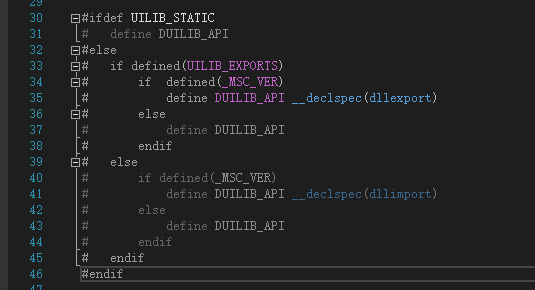 29
30 #ifdef UILIB_STATIC
31 #   define DUILIB_API
32 #else
33 #   if defined(UILIB_EXPORTS)
34 #       if  defined(_MSC_VER)
35 #           define DUILIB_API __declspec(dllexport)
36 #       else
37 #           define DUILIB_API
38 #       endif
39 #   else
40 #       if defined(_MSC_VER)
41 #           define DUILIB_API __declspec(dllimport)
42 #       else
43 #           define DUILIB_API
44 #       endif
45 #   endif
46 #endif
47